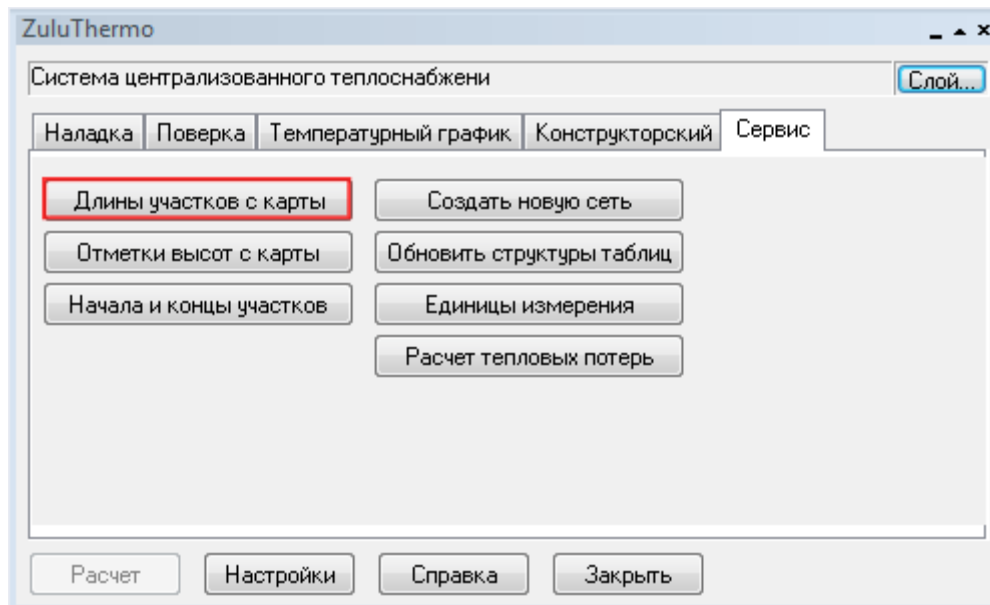 ZuluThermo
Система централизованного теплоснабжени
Слой...
Наладка Поверка Температурный график Конструкторский Сервис
Длины участков с карты Создать новую сеть
Отметки высот с карты Обновить структуры таблиц
Начала и концы участков Единицы измерения
Расчет тепловых потерь
Расчет Настройки Справка Закрыть